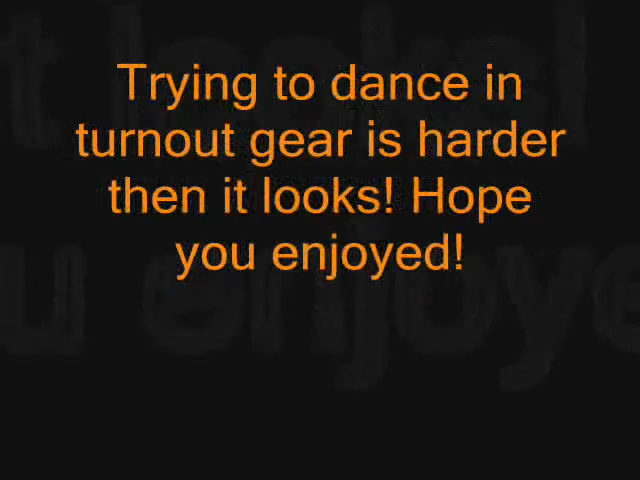 Trying to dance in
turnout gear is harder
then it looks! Hope
you enjoyed!